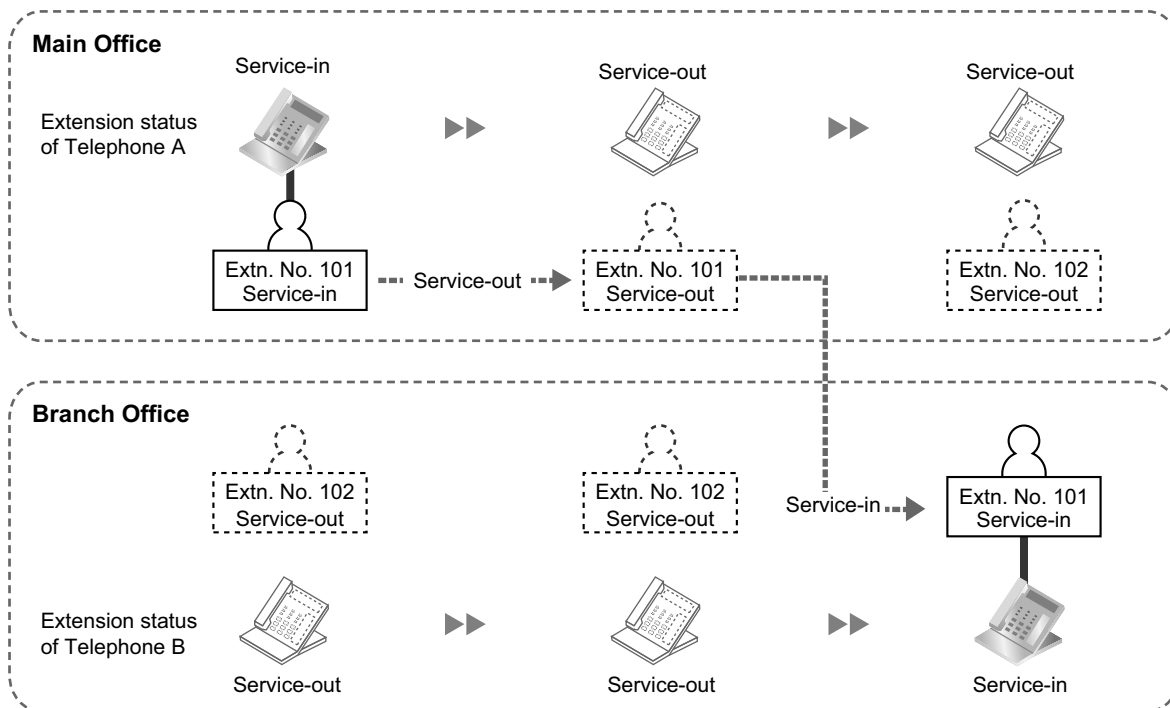 Main Office
Service-in
Service-out
Service-out
Extension status
of Telephone A
Extn. No. 101
Service-in
Service-out
Extn. No. 101
Service-out
Extn. No. 102
Service-out
Branch Office
Extn. No. 102
Service-out
Extn. No. 102
Service-out
Service-in
Extn. No. 101
Service-in
Extension status
of Telephone B
Service-out
Service-out
Service-in